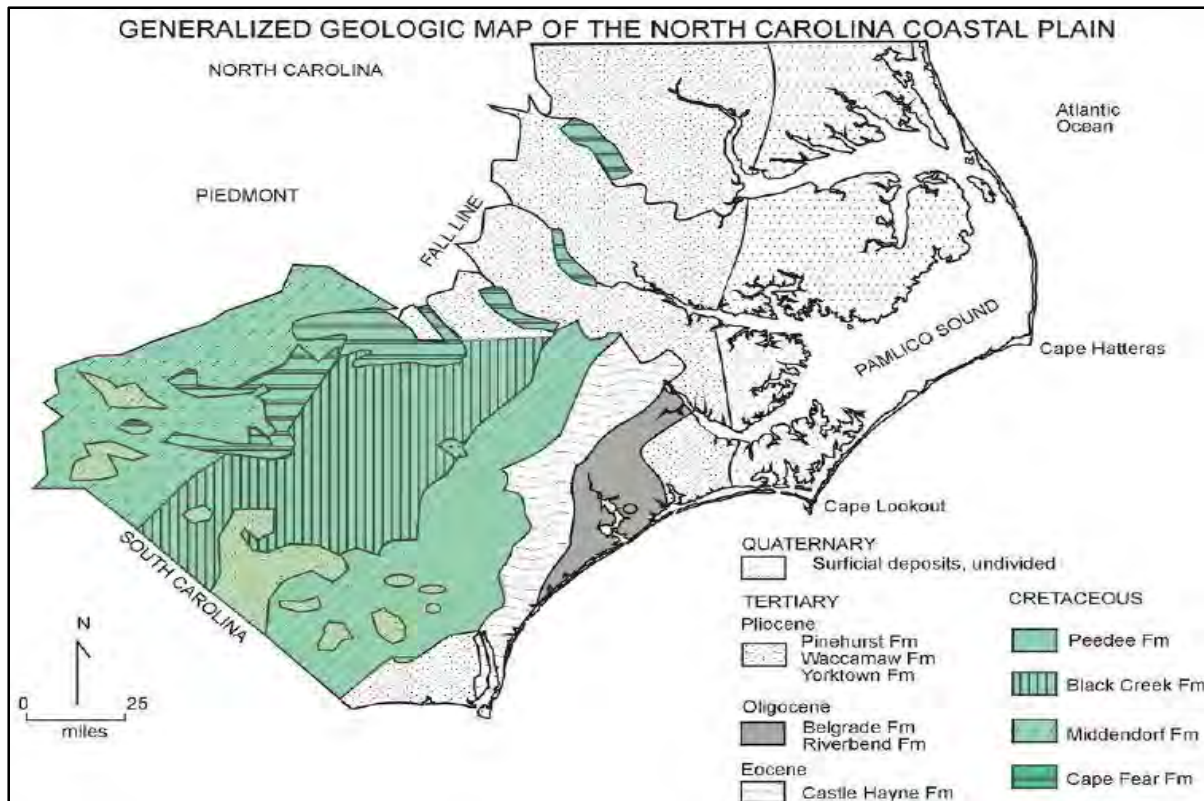 GENERALIZED GEOLOGIC MAP OF THE NORTH CAROLINA COASTAL PLAIN
NORTH CAROLINA
Atlantic
Ocean
PIEDMONT
FALL LINE
PAMLICO SOUND
Cape Hatteras
Cape Lookout
SOUTH CAROLINA
N
0 25
miles
QUATERNARY
Surficial deposits, undivided
TERTIARY
Pliocene
Pinehurst Fm
Waccamaw Fm
Yorktown Fm
Oligocene
Belgrade Fm
Riverbend Fm
Eocene
Castle Hayne Fm
CRETACEOUS
Peedee Fm
Black Creek Fm
Middendorf Fm
Cape Fear Fm